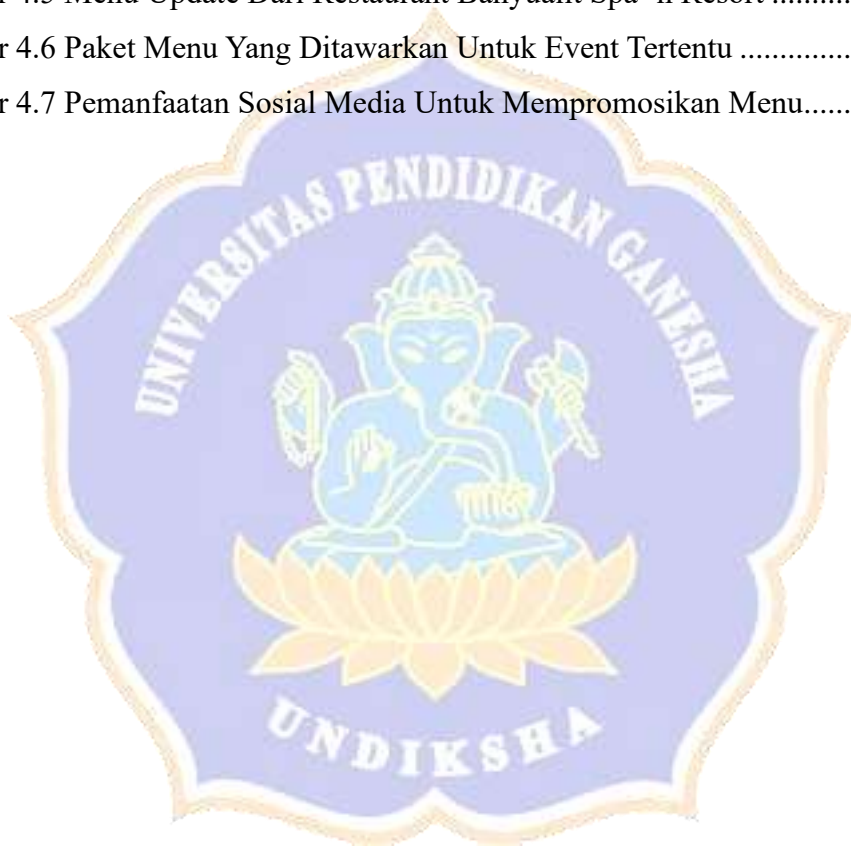 r 4.5 Menu Update Dari Restaurant Banyualit Spa 'n Resort ..........
r 4.6 Paket Menu Yang Ditawarkan Untuk Event Tertentu ..............
r 4.7 Pemanfaatan Sosial Media Untuk Mempromosikan Menu......
UNIVERSITAS PENDIDIKAN GANESHA
UNDIKSHA